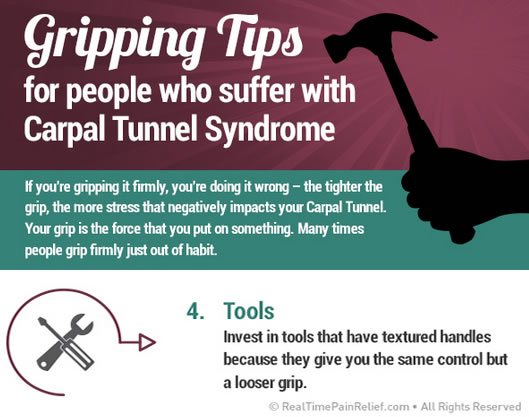 Gripping Tips
for people who suffer with
Carpal Tunnel Syndrome
If you're gripping it firmly, you're doing it wrong – the tighter the
grip, the more stress that negatively impacts your Carpal Tunnel.
Your grip is the force that you put on something. Many times
people grip firmly just out of habit.
4. Tools
Invest in tools that have textured handles
because they give you the same control but
a looser grip.
© RealTimePainRelief.com • All Rights Reserved